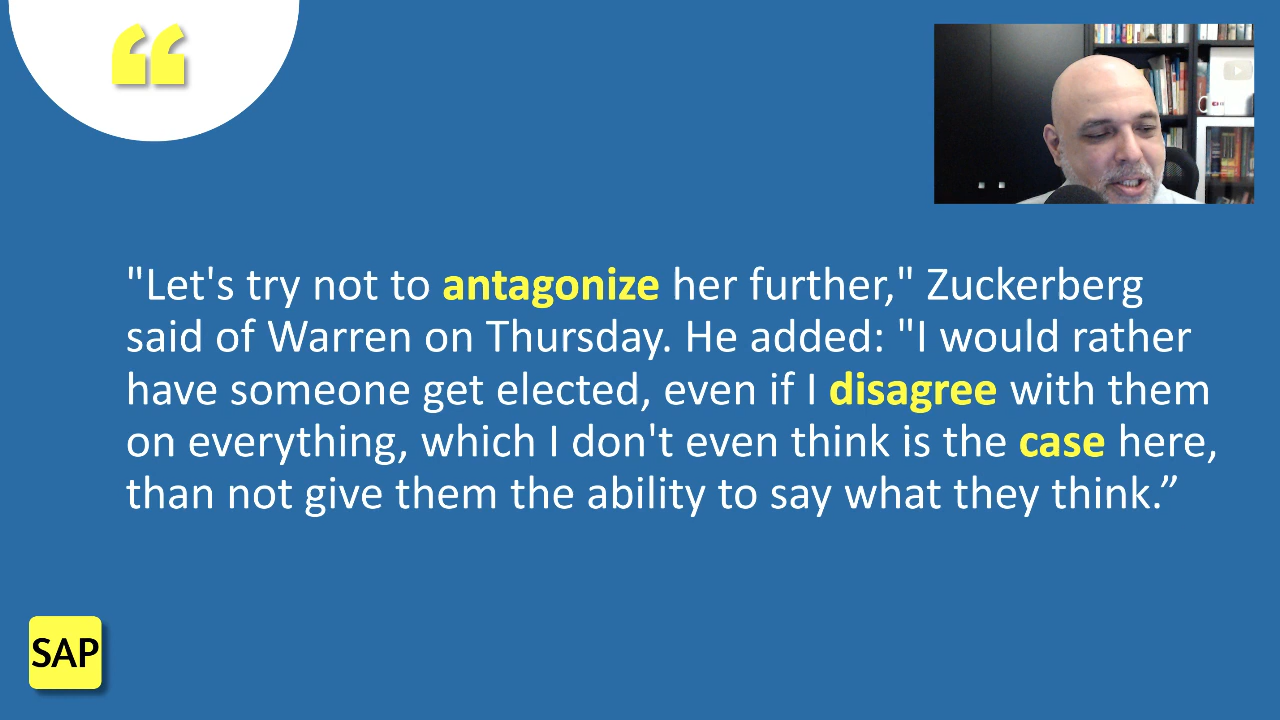 "Let's try not to antagonize her further," Zuckerberg
said of Warren on Thursday. He added: "I would rather
have someone get elected, even if I disagree with them
on everything, which I don't even think is the case here,
than not give them the ability to say what they think.”
SAP